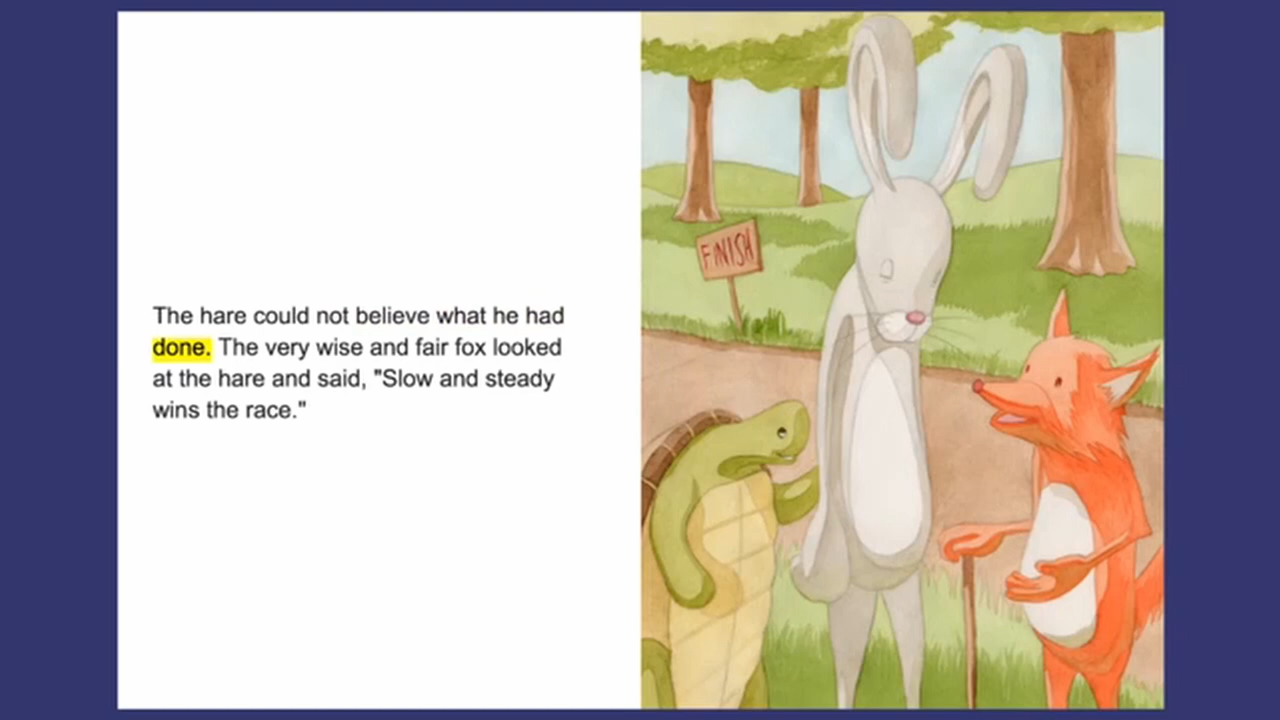 The hare could not believe what he had
done. The very wise and fair fox looked
at the hare and said, "Slow and steady
wins the race."
FINISH